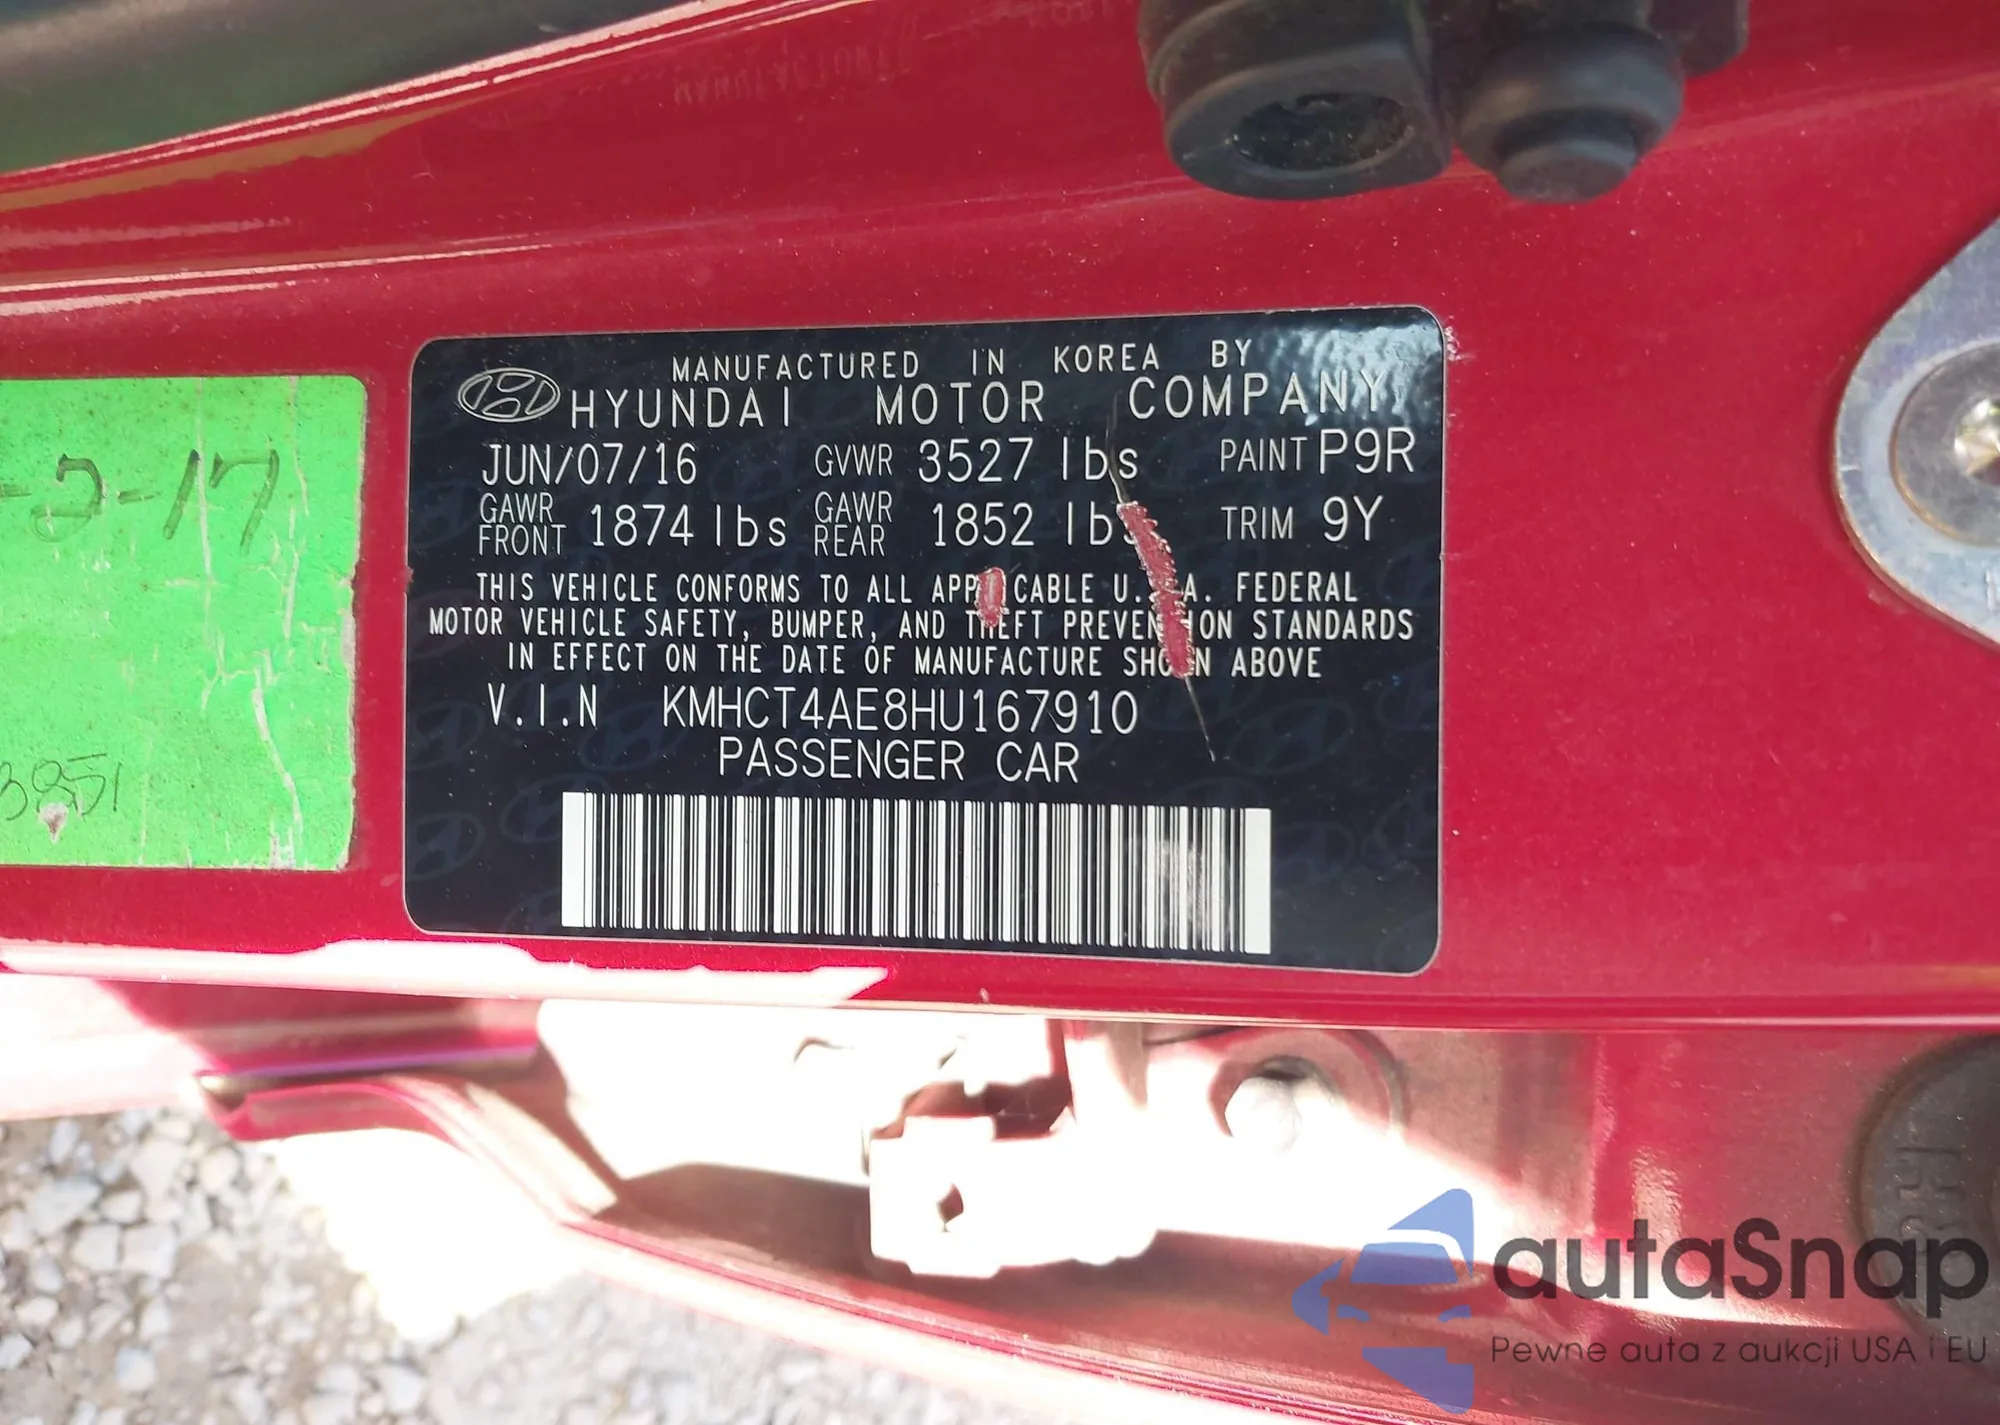 MANUFACTURED IN KOREA BY
HYUNDAI MOTOR COMPANY
JUN/07/16 GVWR 3527 lbs PAINT P9R
GAWR FRONT 1874 lbs GAWR REAR 1852 lbs TRIM 9Y
THIS VEHICLE CONFORMS TO ALL APPLICABLE U.S.A. FEDERAL
MOTOR VEHICLE SAFETY, BUMPER, AND THEFT PREVENTION STANDARDS
IN EFFECT ON THE DATE OF MANUFACTURE SHOWN ABOVE
V.I.N KMHCT4AE8HU167910
PASSENGER CAR
-2-17
3851
autaSnap
Pewne auta z aukcji USA i EU